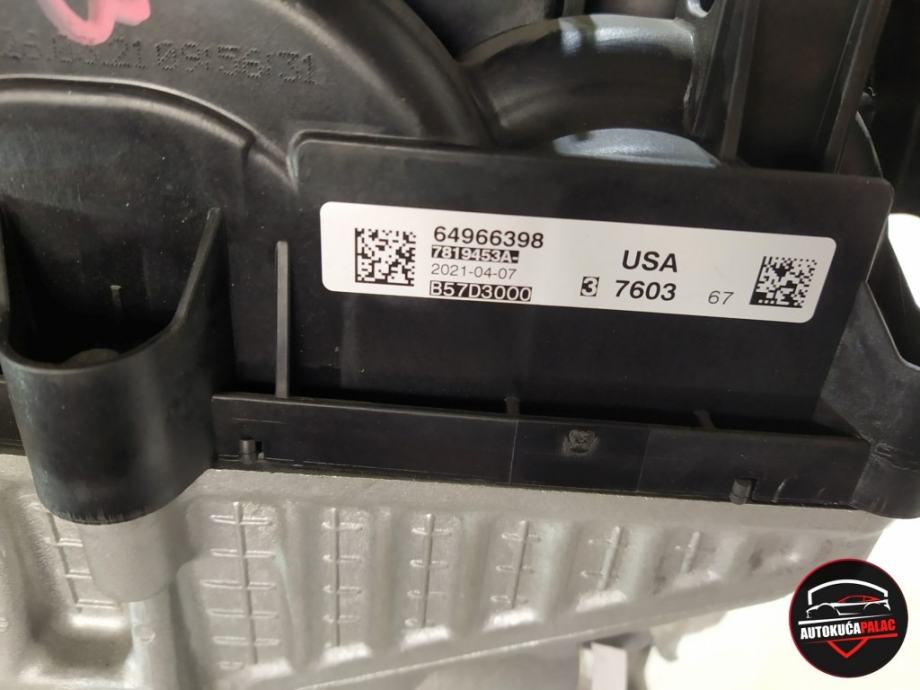 64966398
7819453A-
2021-04-07
B57D3000
USA
3 7603 67
AUTOKUĆAPALAC